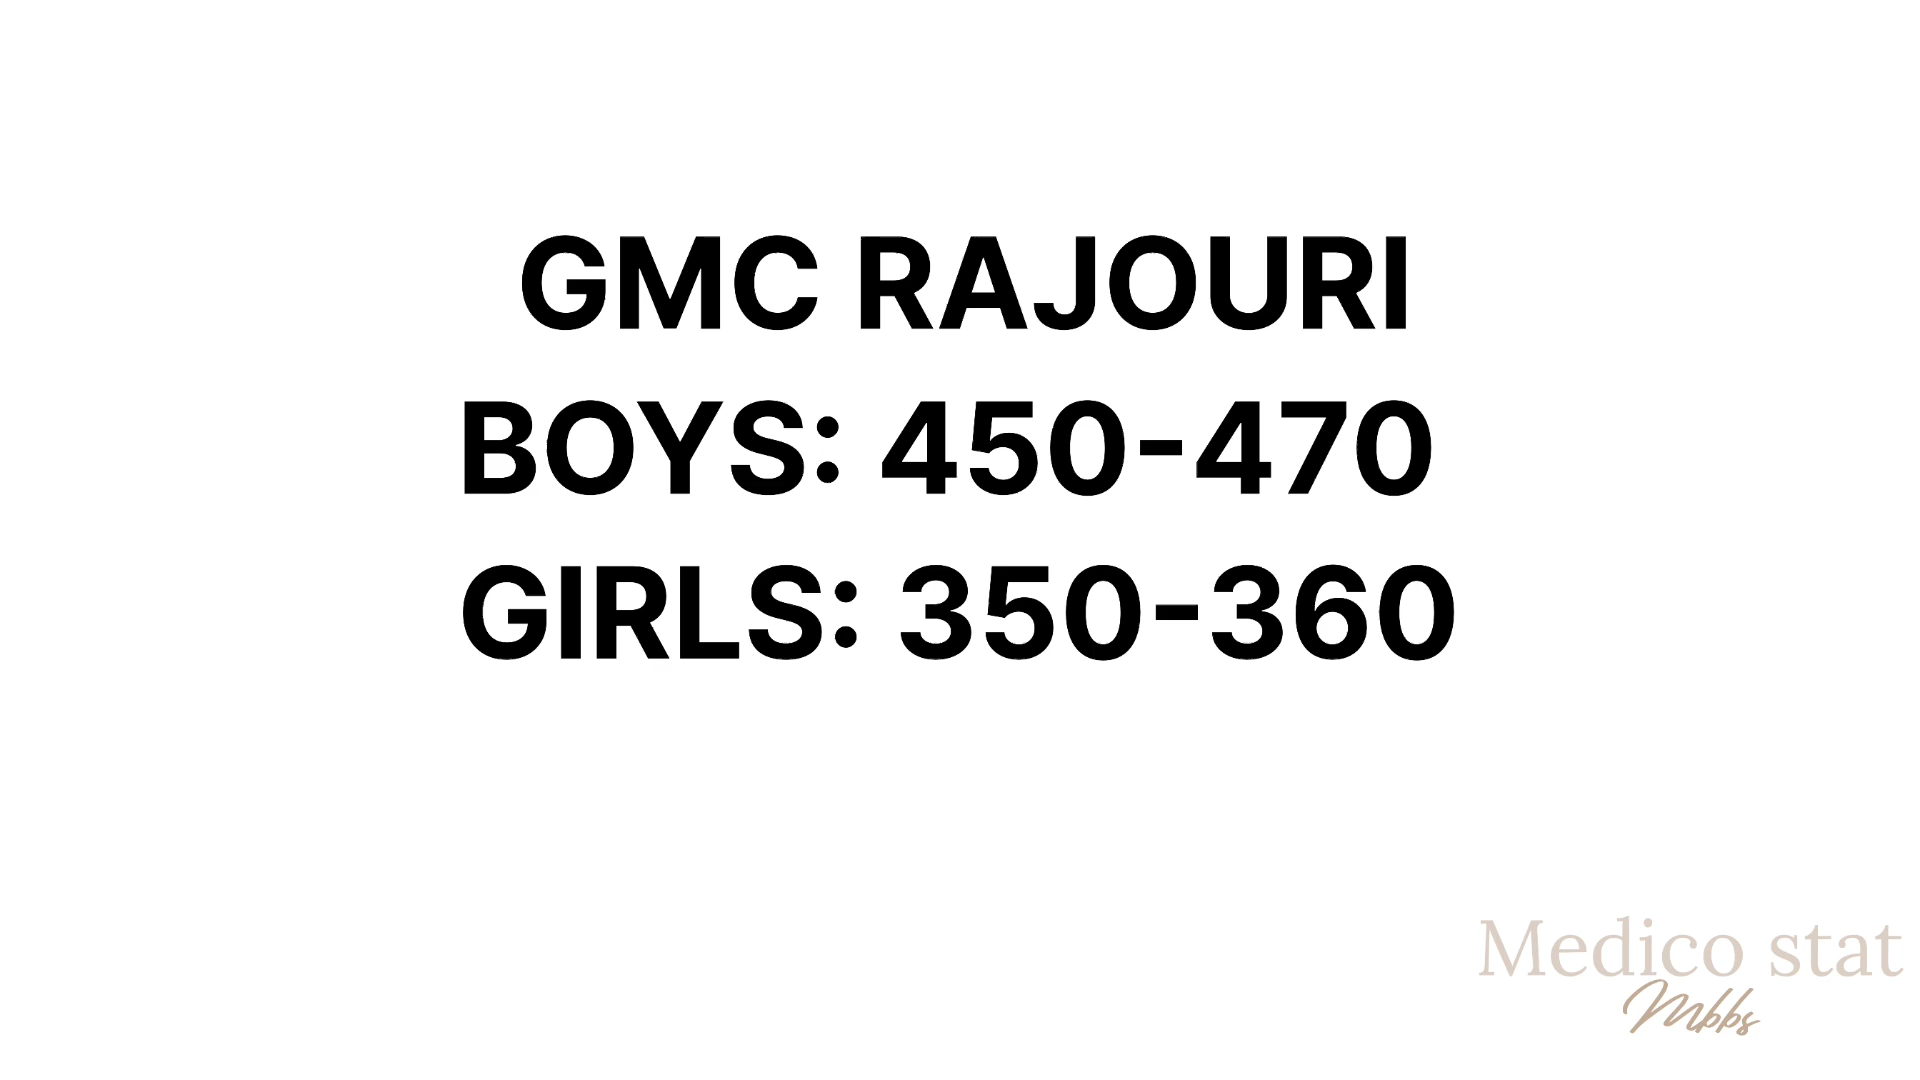 GMC RAJOURI
BOYS: 450-470
GIRLS: 350-360
Medico stat
Mbbs